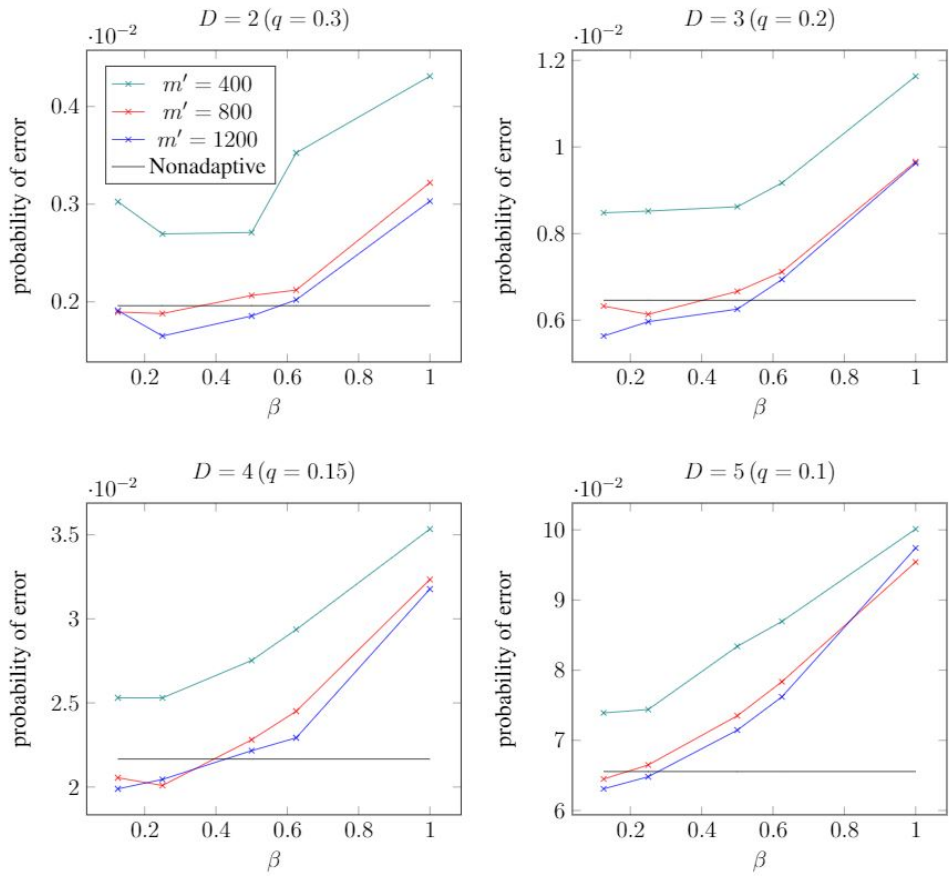 D = 2 (q = 0.3)
·10⁻²
probability of error
0.4
0.3
0.2
m′ = 400
m′ = 800
m′ = 1200
Nonadaptive
0.2 0.4 0.6 0.8 1
β
D = 3 (q = 0.2)
·10⁻²
probability of error
1.2
1
0.8
0.6
0.2 0.4 0.6 0.8 1
β
D = 4 (q = 0.15)
·10⁻²
probability of error
3.5
3
2.5
2
0.2 0.4 0.6 0.8 1
β
D = 5 (q = 0.1)
·10⁻²
probability of error
10
9
8
7
6
0.2 0.4 0.6 0.8 1
β